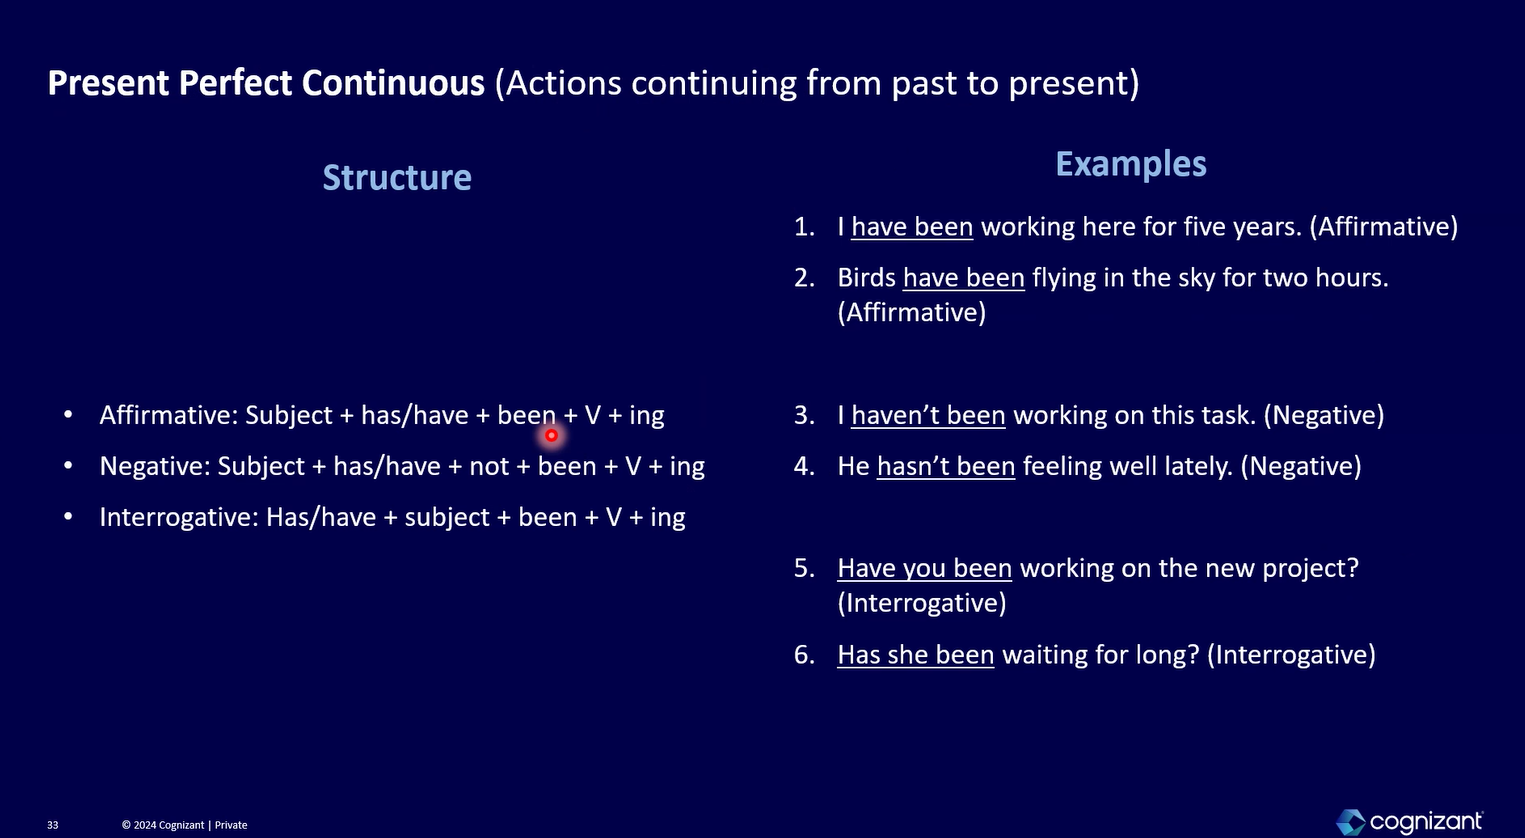 Present Perfect Continuous (Actions continuing from past to present)
Structure
• Affirmative: Subject + has/have + been + V + ing
• Negative: Subject + has/have + not + been + V + ing
• Interrogative: Has/have + subject + been + V + ing
Examples
1. I have been working here for five years. (Affirmative)
2. Birds have been flying in the sky for two hours.
(Affirmative)
3. I haven’t been working on this task. (Negative)
4. He hasn’t been feeling well lately. (Negative)
5. Have you been working on the new project?
(Interrogative)
6. Has she been waiting for long? (Interrogative)
33
© 2024 Cognizant | Private
cognizant